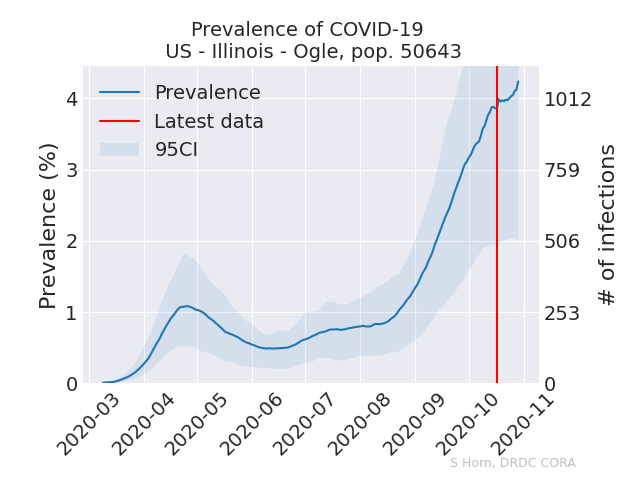 Prevalence of COVID-19
US - Illinois - Ogle, pop. 50643
Prevalence
Latest data
95CI
Prevalence (%)
4
3
2
1
0
1012
759
506
253
0
# of infections
2020-03
2020-04
2020-05
2020-06
2020-07
2020-08
2020-09
2020-10
2020-11
S Horn, DRDC CORA